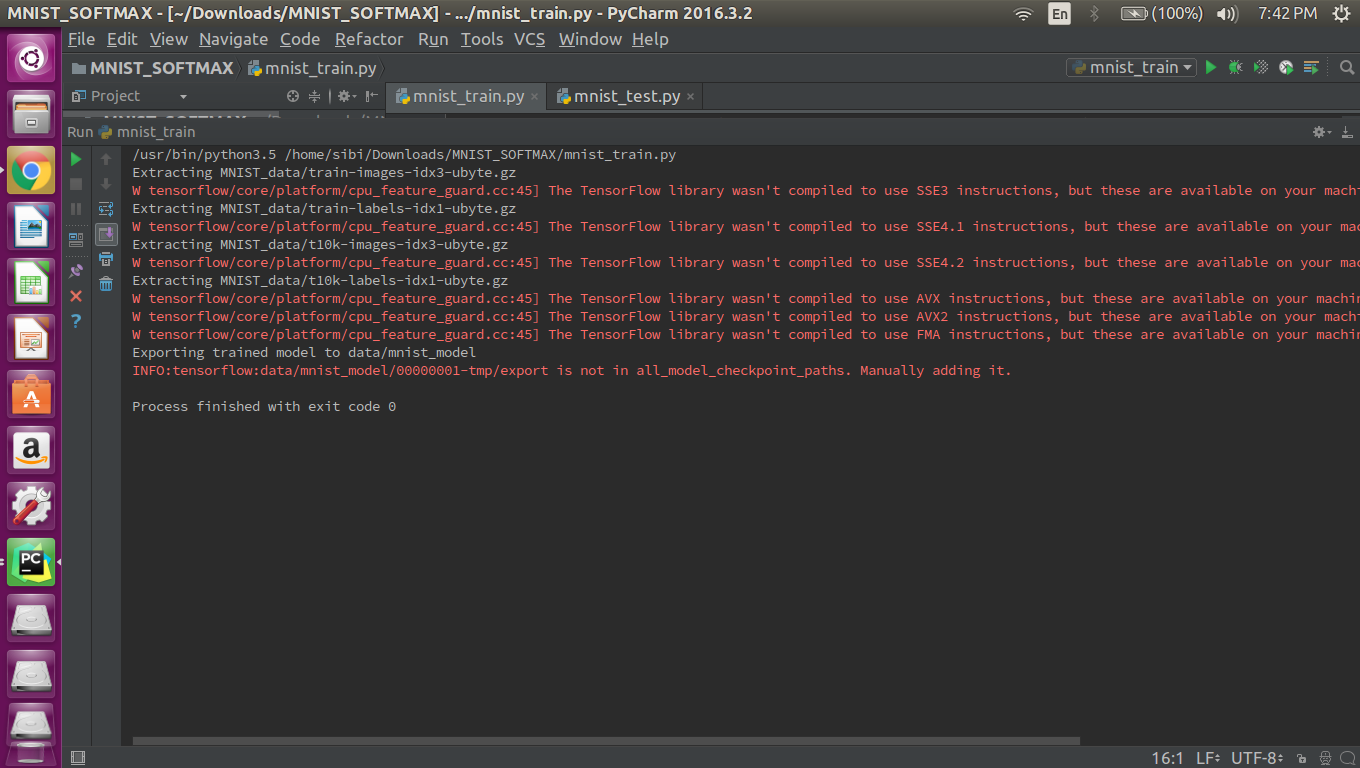 MNIST_SOFTMAX - [~/Downloads/MNIST_SOFTMAX] - .../mnist_train.py - PyCharm 2016.3.2
En
(100%)
7:42 PM
File Edit View Navigate Code Refactor Run Tools VCS Window Help
MNIST_SOFTMAX
mnist_train.py
mnist_train
Project
mnist_train.py ×
mnist_test.py ×
Run mnist_train
/usr/bin/python3.5 /home/sibi/Downloads/MNIST_SOFTMAX/mnist_train.py
Extracting MNIST_data/train-images-idx3-ubyte.gz
W tensorflow/core/platform/cpu_feature_guard.cc:45] The TensorFlow library wasn't compiled to use SSE3 instructions, but these are available on your machi
Extracting MNIST_data/train-labels-idx1-ubyte.gz
W tensorflow/core/platform/cpu_feature_guard.cc:45] The TensorFlow library wasn't compiled to use SSE4.1 instructions, but these are available on your mac
Extracting MNIST_data/t10k-images-idx3-ubyte.gz
W tensorflow/core/platform/cpu_feature_guard.cc:45] The TensorFlow library wasn't compiled to use SSE4.2 instructions, but these are available on your mac
Extracting MNIST_data/t10k-labels-idx1-ubyte.gz
W tensorflow/core/platform/cpu_feature_guard.cc:45] The TensorFlow library wasn't compiled to use AVX instructions, but these are available on your machin
W tensorflow/core/platform/cpu_feature_guard.cc:45] The TensorFlow library wasn't compiled to use AVX2 instructions, but these are available on your machi
W tensorflow/core/platform/cpu_feature_guard.cc:45] The TensorFlow library wasn't compiled to use FMA instructions, but these are available on your machin
Exporting trained model to data/mnist_model
INFO:tensorflow:data/mnist_model/00000001-tmp/export is not in all_model_checkpoint_paths. Manually adding it.
Process finished with exit code 0
a
PC
16:1 LF UTF-8